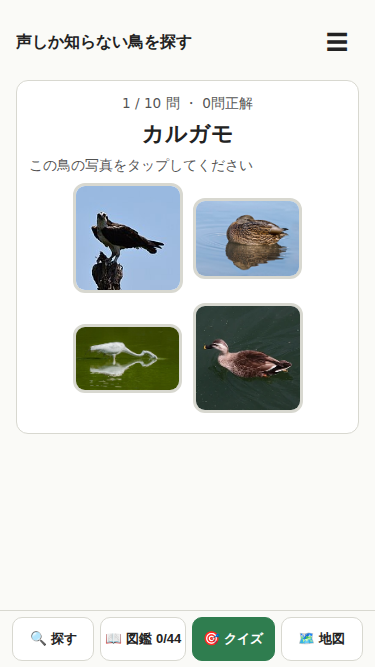 声しか知らない鳥を探す ☰
1 / 10 問 ・ 0問正解
カルガモ
この鳥の写真をタップしてください
🔍 探す 📖 図鑑 0/44 🎯 クイズ 🗺️ 地図